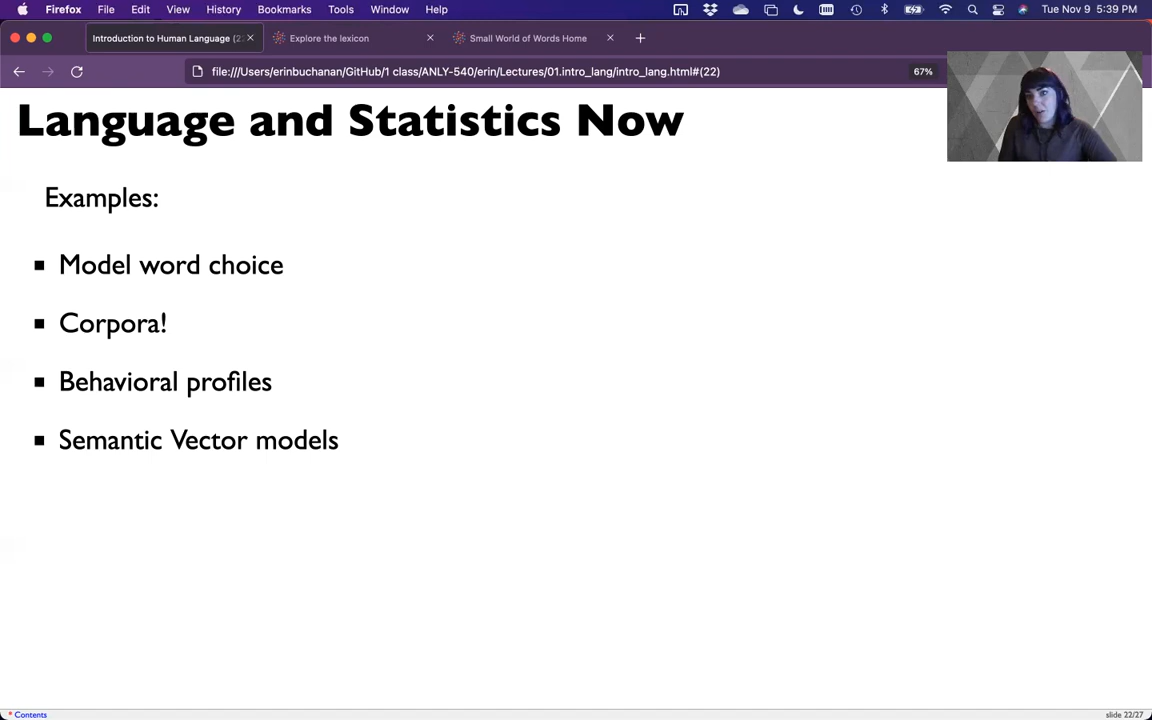 Firefox File Edit View History Bookmarks Tools Window Help Tue Nov 9 5:39 PM
Introduction to Human Language (2 Explore the lexicon Small World of Words Home
file:///Users/erinbuchanan/GitHub/1 class/ANLY-540/erin/Lectures/01.intro_lang/intro_lang.html#(22) 67%
Language and Statistics Now
Examples:
Model word choice
Corpora!
Behavioral profiles
Semantic Vector models
* Contents slide 22/27